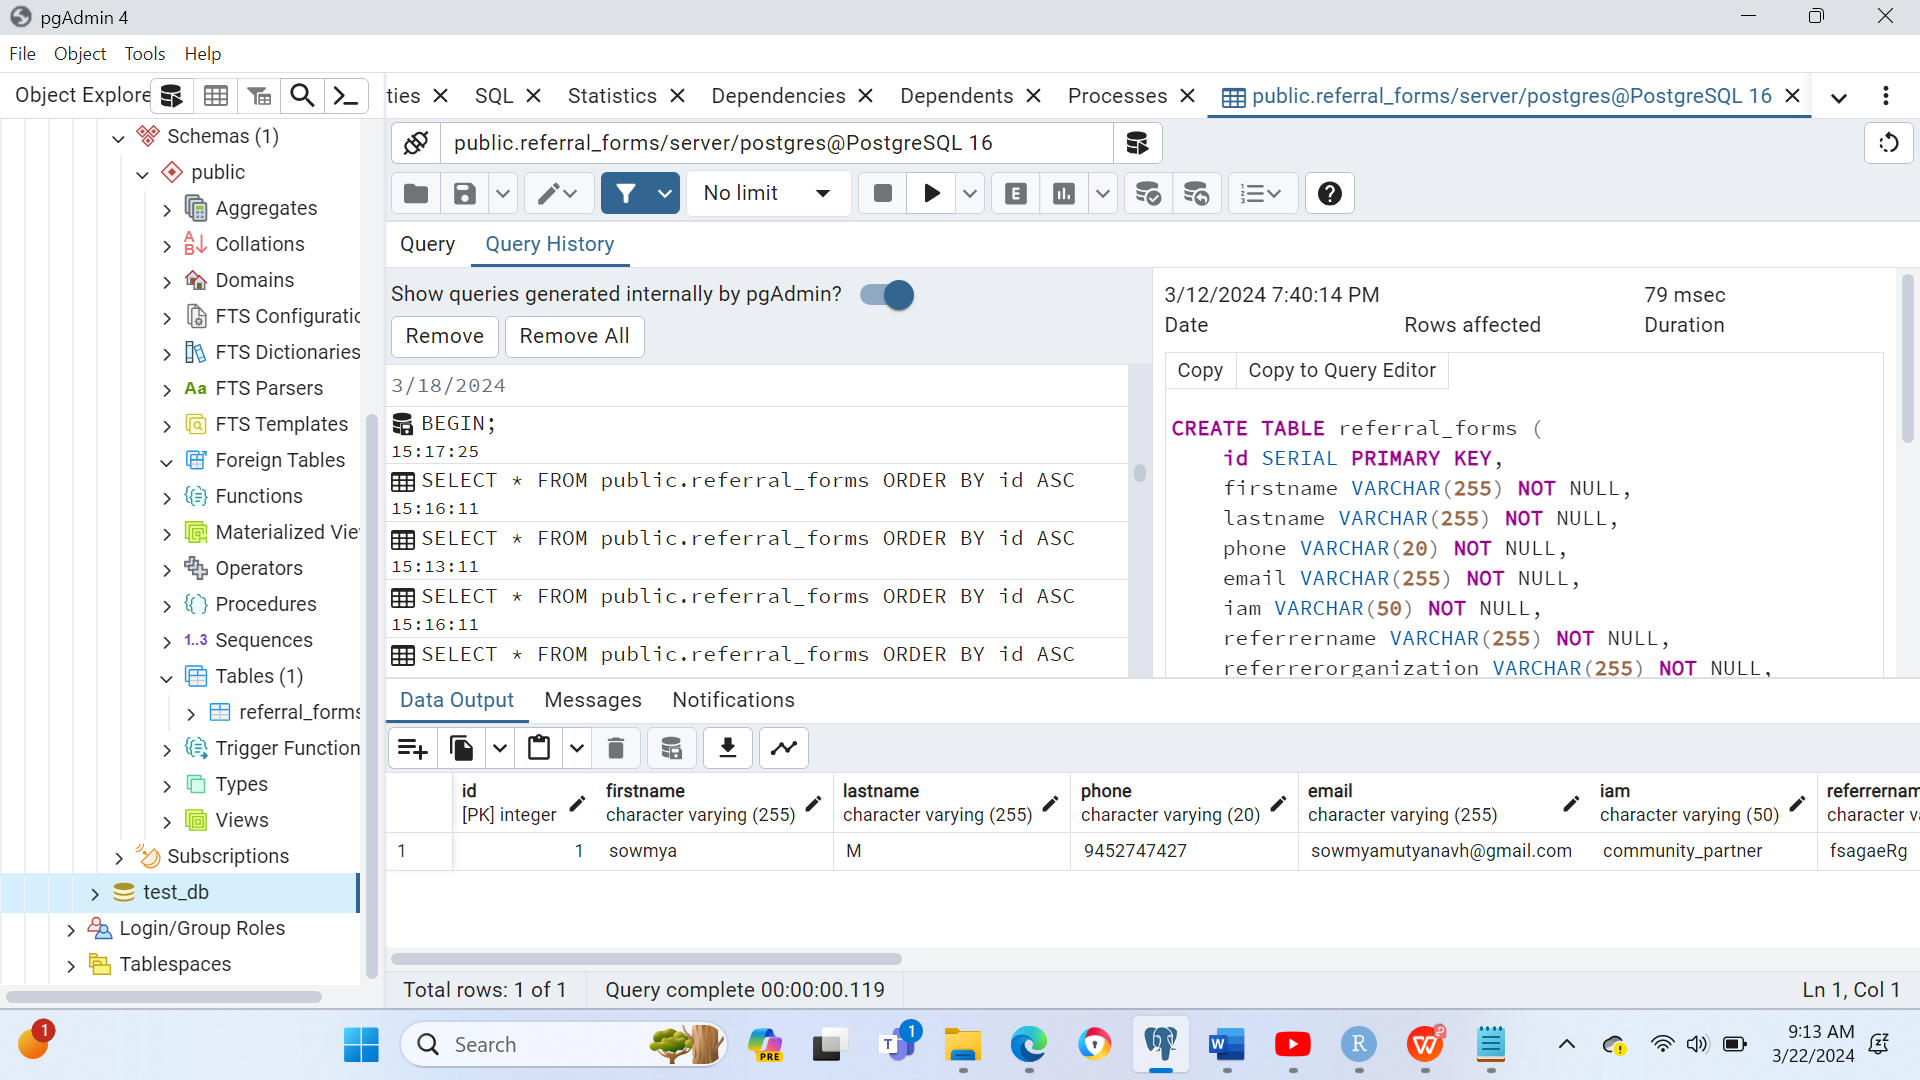 pgAdmin 4
File Object Tools Help
Object Explore
ties SQL Statistics Dependencies Dependents Processes public.referral_forms/server/postgres@PostgreSQL 16
public.referral_forms/server/postgres@PostgreSQL 16
No limit
E
Query Query History
Show queries generated internally by pgAdmin?
Remove Remove All
3/18/2024
BEGIN;
15:17:25
SELECT * FROM public.referral_forms ORDER BY id ASC
15:16:11
SELECT * FROM public.referral_forms ORDER BY id ASC
15:13:11
SELECT * FROM public.referral_forms ORDER BY id ASC
15:16:11
SELECT * FROM public.referral_forms ORDER BY id ASC
3/12/2024 7:40:14 PM 79 msec
Date Rows affected Duration
Copy Copy to Query Editor
CREATE TABLE referral_forms (
id SERIAL PRIMARY KEY,
firstname VARCHAR(255) NOT NULL,
lastname VARCHAR(255) NOT NULL,
phone VARCHAR(20) NOT NULL,
email VARCHAR(255) NOT NULL,
iam VARCHAR(50) NOT NULL,
referrername VARCHAR(255) NOT NULL,
referrerorganization VARCHAR(255) NOT NULL,
Schemas (1)
public
Aggregates
Collations
Domains
FTS Configuratic
FTS Dictionaries
Aa FTS Parsers
FTS Templates
Foreign Tables
Functions
Materialized Vie
Operators
Procedures
1..3 Sequences
Tables (1)
referral_forms
Trigger Function
Types
Views
Subscriptions
test_db
Login/Group Roles
Tablespaces
Data Output Messages Notifications
id firstname lastname phone email iam referrernam
[PK] integer character varying (255) character varying (255) character varying (20) character varying (255) character varying (50) character va
1 1 sowmya M 9452747427 sowmyamutyanavh@gmail.com community_partner fsagaeRg
Total rows: 1 of 1 Query complete 00:00:00.119 Ln 1, Col 1
1 Search PRE T 1 W R W 9:13 AM
3/22/2024